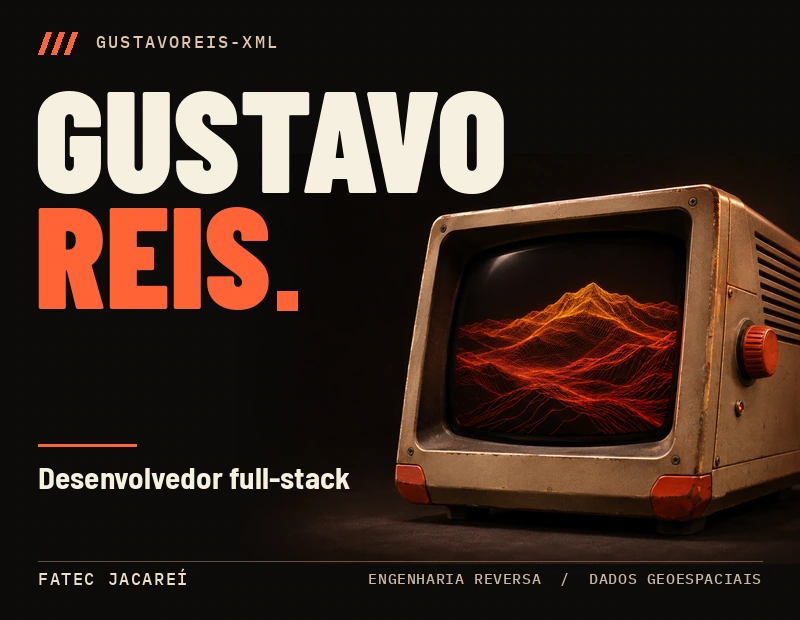 /// GUSTAVOREIS-XML
GUSTAVO
REIS.
Desenvolvedor full-stack
FATEC JACAREÍ
ENGENHARIA REVERSA / DADOS GEOESPACIAIS